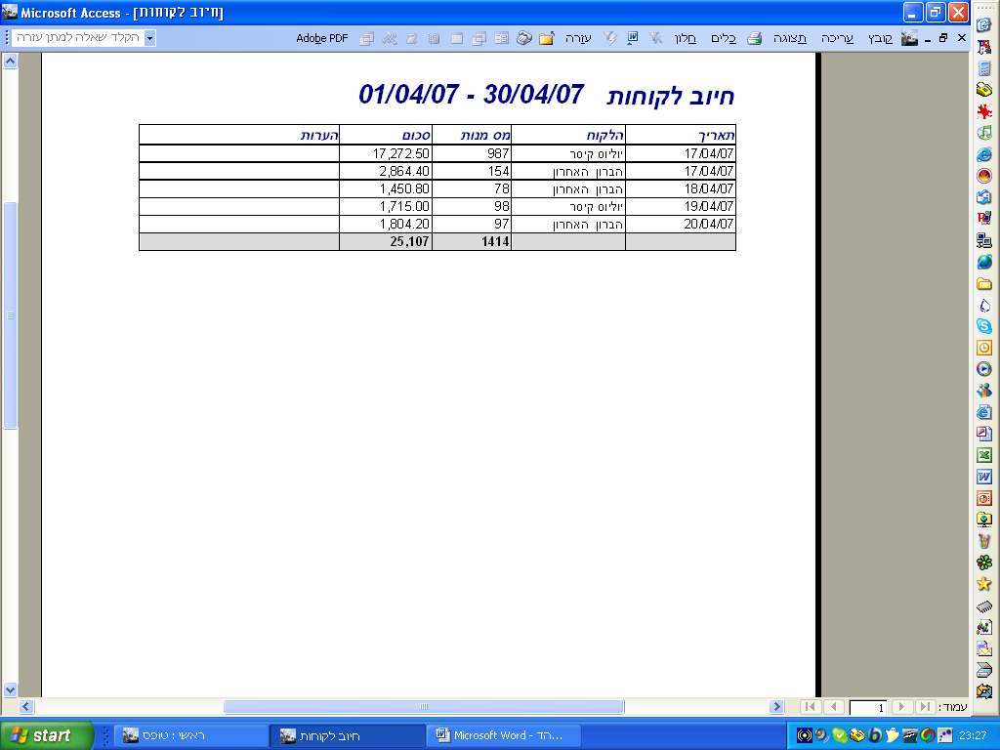 Microsoft Access - [חיוב לקוחות]
קובץ עריכה תצוגה כלים חלון עזרה Adobe PDF הקלד שאלה למתן עזרה
חיוב לקוחות 01/04/07 - 30/04/07
תאריך הלקוח מס מנות סכום הערות
17/04/07 יוליוס קיסר 987 17,272.50
17/04/07 הברון האחרון 154 2,864.40
18/04/07 הברון האחרון 78 1,450.80
19/04/07 יוליוס קיסר 98 1,715.00
20/04/07 הברון האחרון 97 1,804.20
1414 25,107
עמוד: 1
start ראשי : טופס חיוב לקוחות Microsoft Word - הד... 23:27